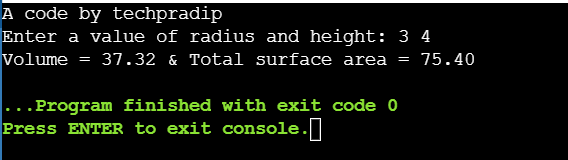 A code by techpradip
Enter a value of radius and height: 3 4
Volume = 37.32 & Total surface area = 75.40
...Program finished with exit code 0
Press ENTER to exit console.